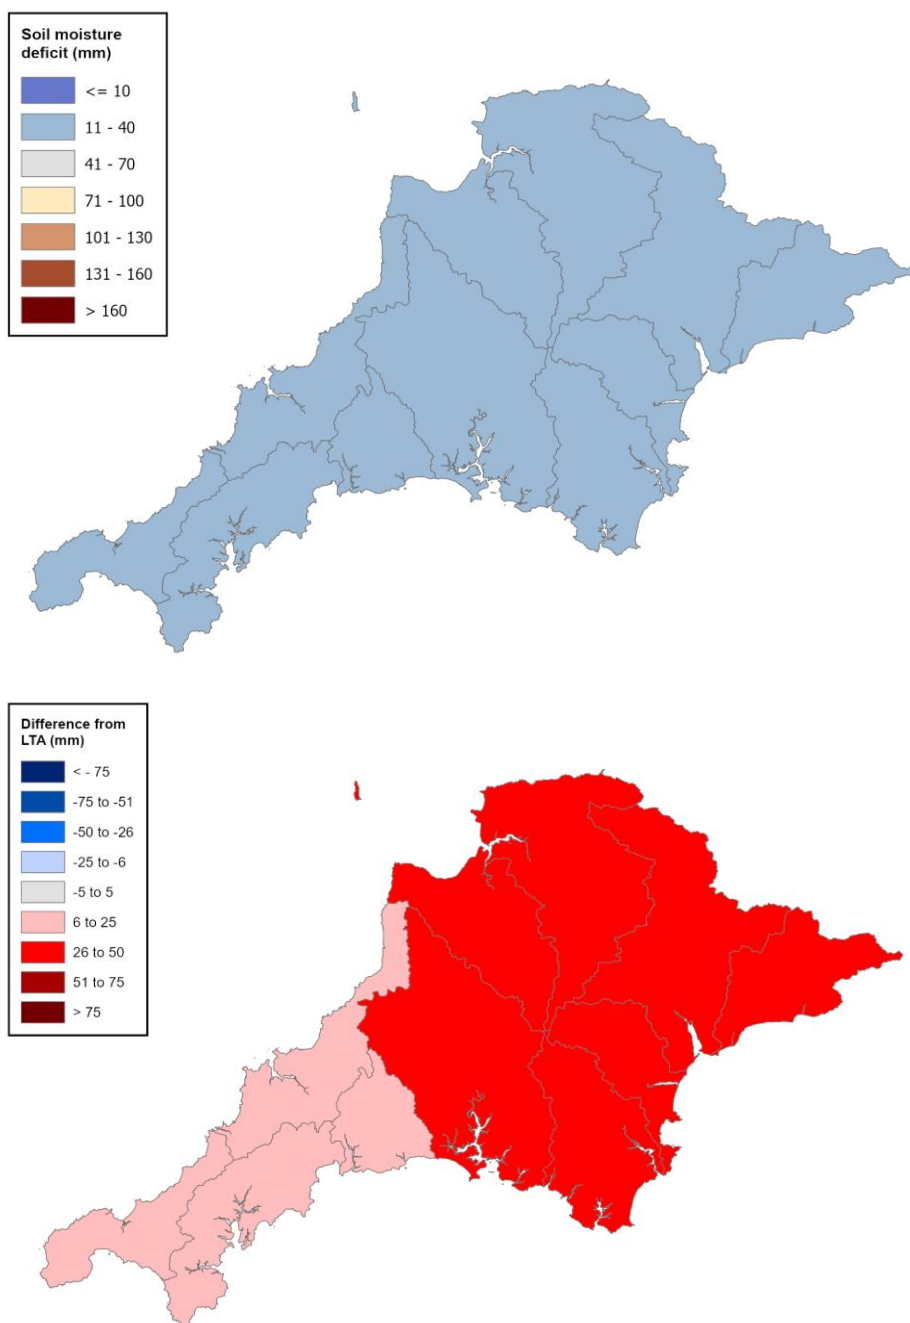 Soil moisture
deficit (mm)
<= 10
11 - 40
41 - 70
71 - 100
101 - 130
131 - 160
> 160
Difference from
LTA (mm)
< - 75
-75 to -51
-50 to -26
-25 to -6
-5 to 5
6 to 25
26 to 50
51 to 75
> 75